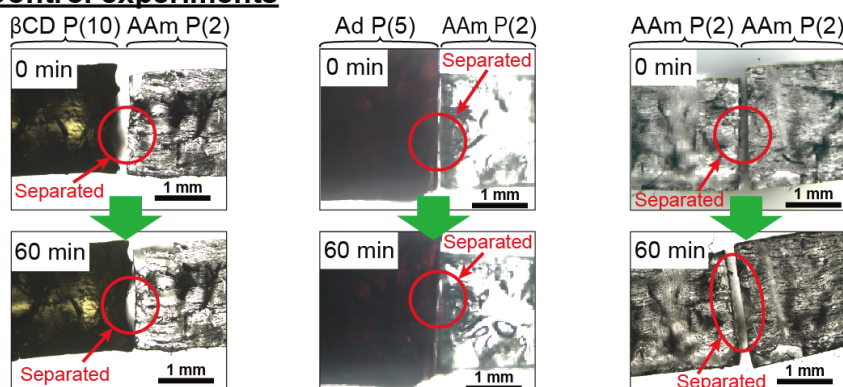 control experiments
βCD P(10) AAm P(2)
0 min
Separated
1 mm
60 min
Separated
1 mm
Ad P(5) AAm P(2)
0 min
Separated
1 mm
60 min
Separated
1 mm
AAm P(2) AAm P(2)
0 min
Separated
1 mm
60 min
Separated
1 mm